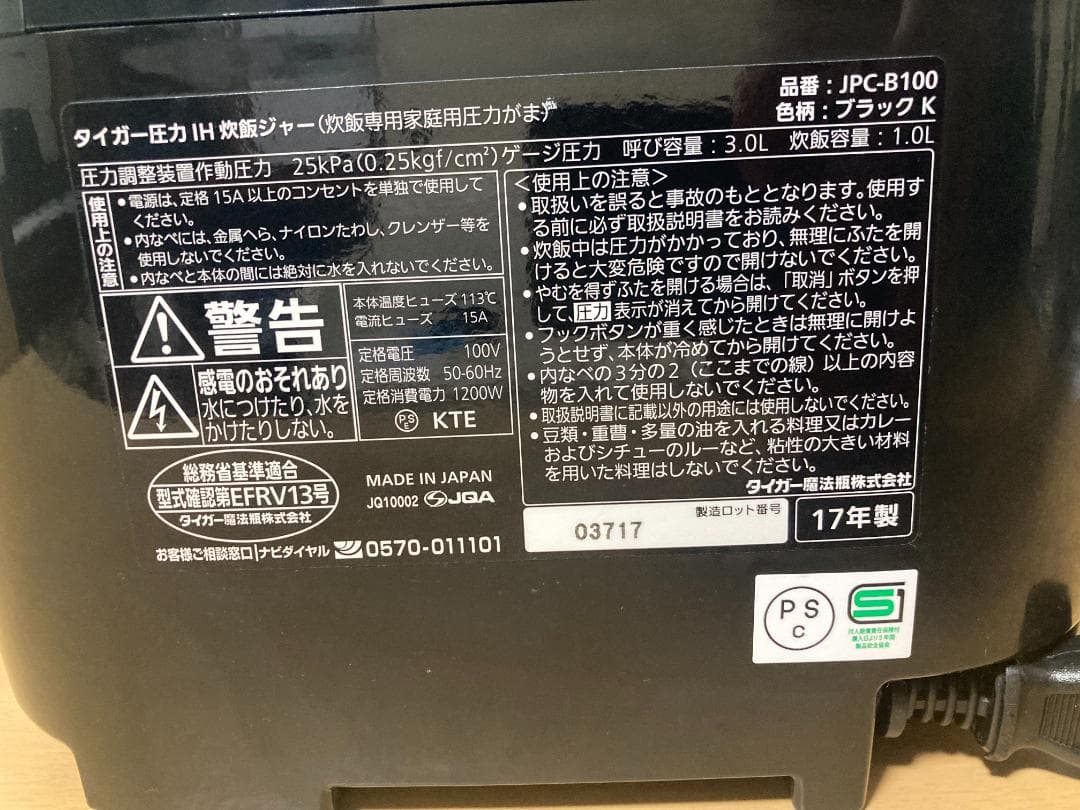 品番：JPC-B100
色柄：ブラック K
タイガー圧力 IH 炊飯ジャー（炊飯専用家庭用圧力がま）
圧力調整装置作動圧力 25kPa(0.25kgf/cm²)ゲージ圧力 呼び容量：3.0L 炊飯容量：1.0L
使用上の注意
●電源は、定格 15A 以上のコンセントを単独で使用して
ください。
●内なべには、金属へら、ナイロンたわし、クレンザー等を
使用しないでください。
●内なべと本体の間には絶対に水を入れないでください。
警告
感電のおそれあり
水につけたり、水を
かけたりしない。
本体温度ヒューズ 113℃
電流ヒューズ 15A
定格電圧 100V
定格周波数 50-60Hz
定格消費電力 1200W
PSE KTE
＜使用上の注意＞
●取扱いを誤ると事故のもととなります。使用す
る前に必ず取扱説明書をお読みください。
●炊飯中は圧力がかかっており、無理にふたを開
けると大変危険ですので開けないでください。
●やむを得ずふたを開ける場合は、「取消」ボタンを押
して、圧力 表示が消えてから開けてください。
●フックボタンが重く感じたときは無理に開けよ
うとせず、本体が冷めてから開けてください。
●内なべの3分の2（ここまでの線）以上の内容
物を入れて使用しないでください。
●取扱説明書に記載以外の用途には使用しないでください。
●豆類・重曹・多量の油を入れる料理又はカレー
およびシチューのルーなど、粘性の大きい材料
を用いた料理はしないでください。
タイガー魔法瓶株式会社
総務省基準適合
型式確認第EFRV13号
タイガー魔法瓶株式会社
MADE IN JAPAN
JQ10002 JQA
お客様ご相談窓口 ナビダイヤル 0570-011101
製造ロット番号
03717
17年製
PS
C
SG
対人賠償責任保険付
購入日より5年間
製品安全協会